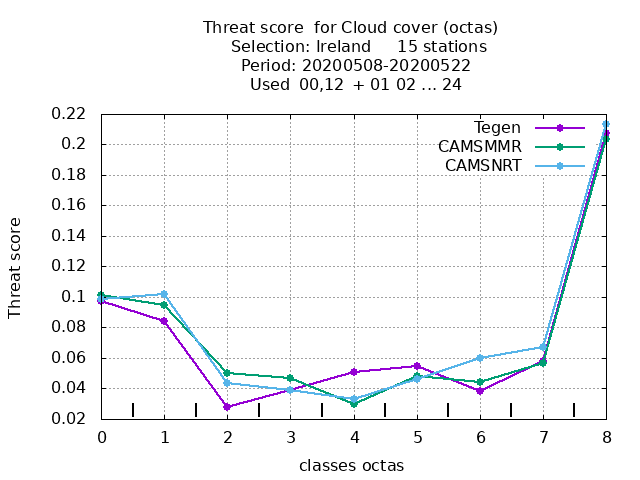 Threat score  for Cloud cover (octas)
Selection: Ireland     15 stations
Period: 20200508-20200522
Used  00,12  + 01 02 ... 24
Tegen
CAMSMMR
CAMSNRT
Threat score
0.22
0.2
0.18
0.16
0.14
0.12
0.1
0.08
0.06
0.04
0.02
0 1 2 3 4 5 6 7 8
classes octas